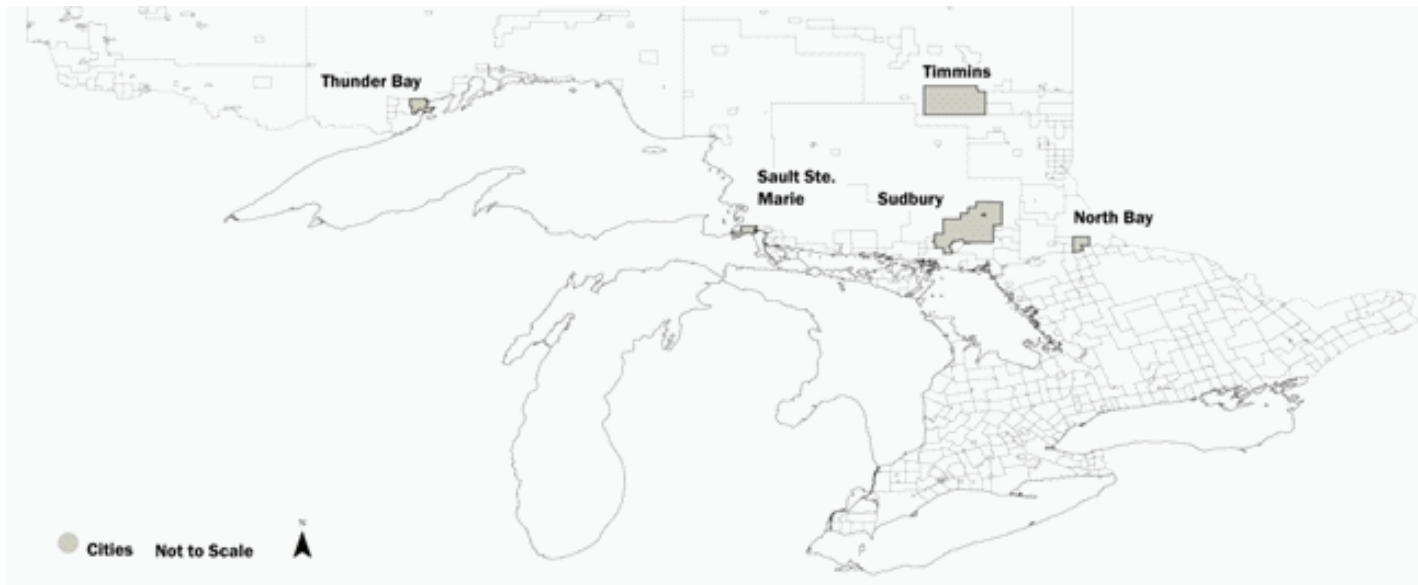 Timmins
Thunder Bay
Sault Ste.
Marie
Sudbury
North Bay
N
Cities
Not to Scale